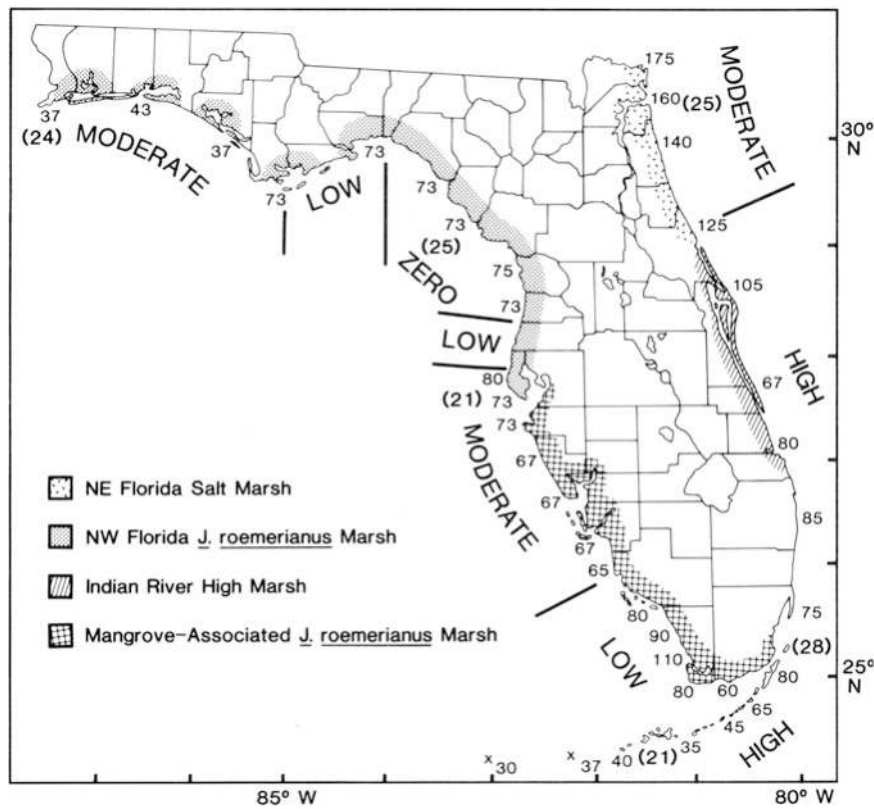 175
160
(25)
140
MODERATE
30°
N
125
105
67
HIGH
80
85
75
(28)
80
65
45
35
(21)
40
37
x
30
x
HIGH
37
(24)
43
MODERATE
37
73
LOW
73
73
73
(25)
75
ZERO
73
LOW
80
(21)
73
73
MODERATE
67
67
67
65
80
90
LOW
110
80
60
25°
N
NE Florida Salt Marsh
NW Florida J. roemerianus Marsh
Indian River High Marsh
Mangrove-Associated J. roemerianus Marsh
85° W
80° W